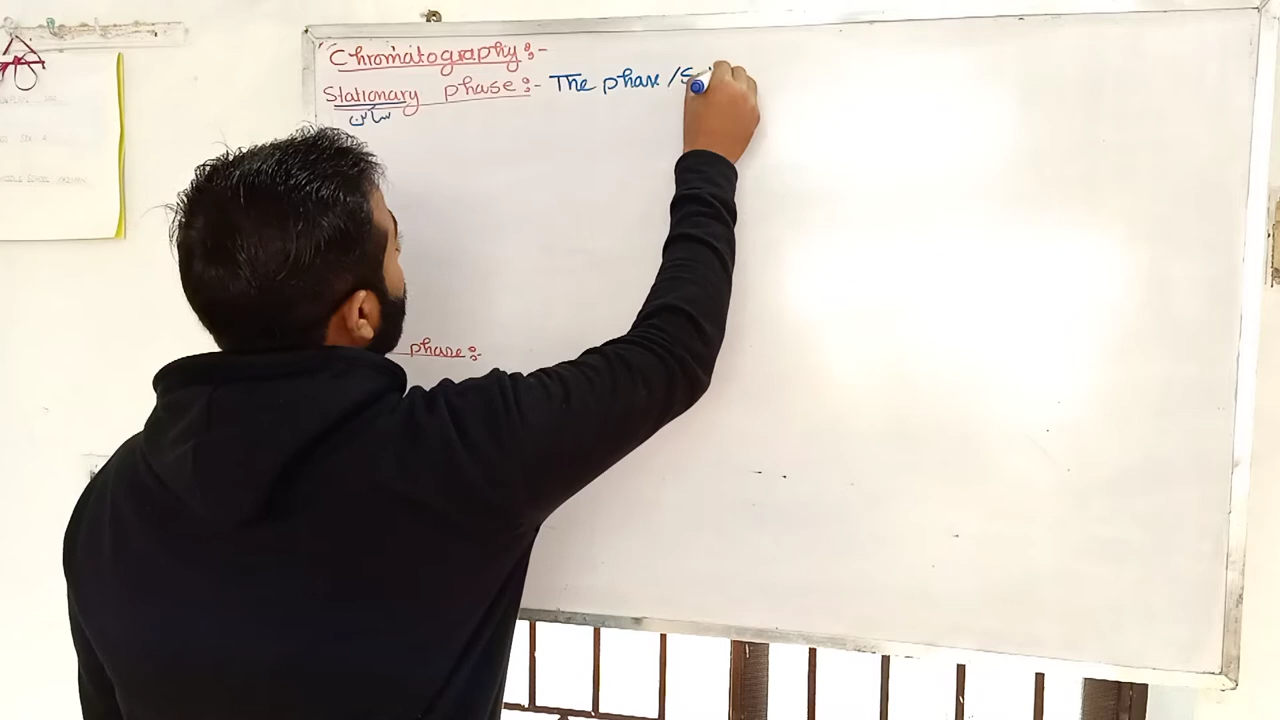 Chromatography:-
Stationary phase:- The phase /S
ساکن
phase:-